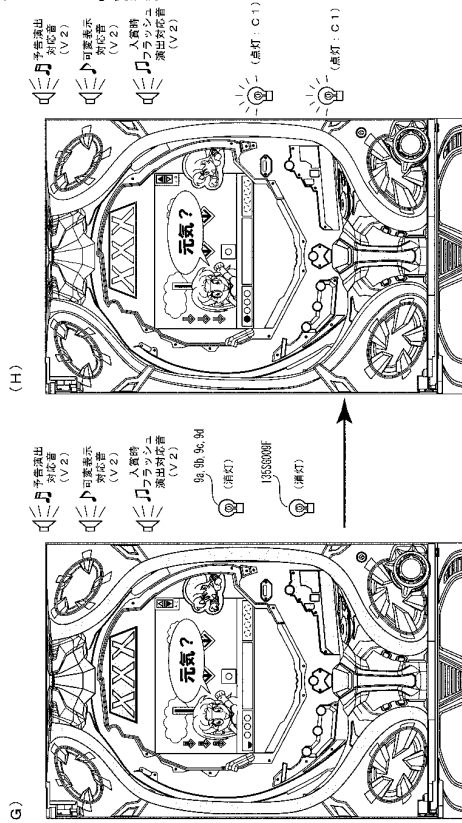 G)
XXX
元気？
予告演出
対応音
(V2)
可変表示
対応音
(V2)
入賞時
フラッシュ
演出対応音
(V2)
9a, 9b, 9c, 9d
(消灯)
135SG009F
(消灯)
(H)
XXX
元気？
予告演出
対応音
(V2)
可変表示
対応音
(V2)
入賞時
フラッシュ
演出対応音
(V2)
(点灯：C1)
(点灯：C1)